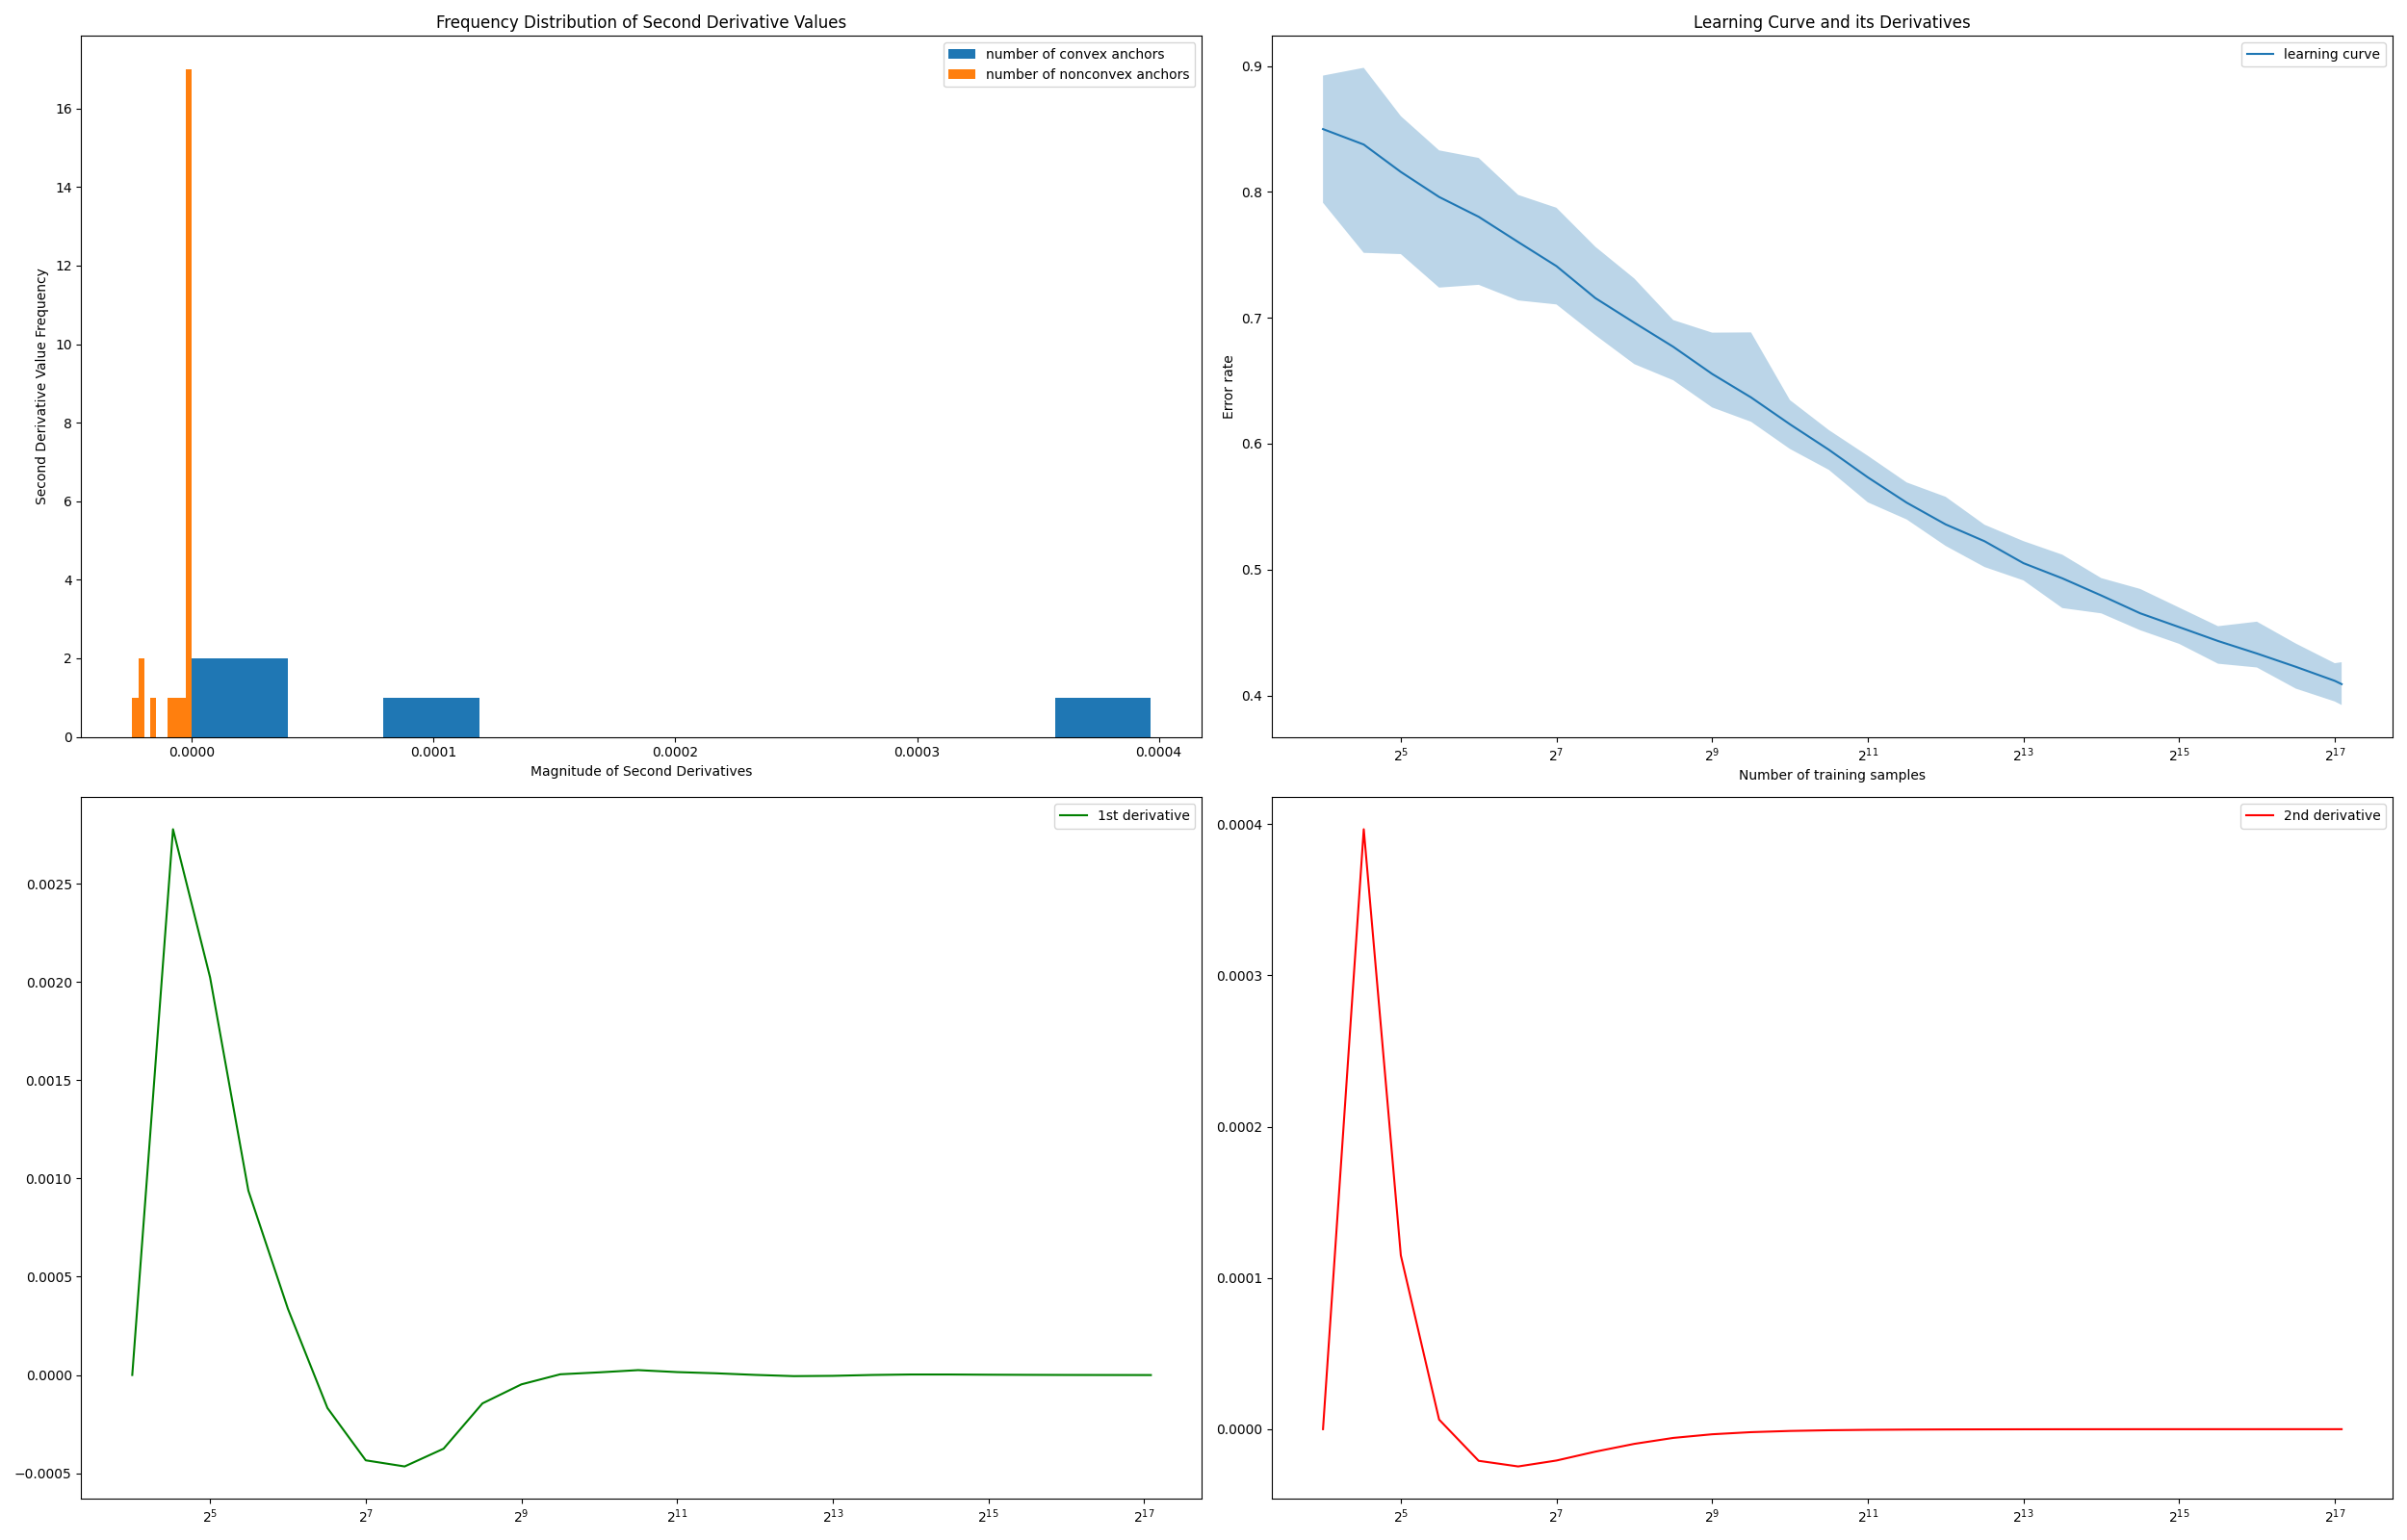 Frequency Distribution of Second Derivative Values
number of convex anchors
number of nonconvex anchors
Second Derivative Value Frequency
16
14
12
10
8
6
4
2
0
0.0000 0.0001 0.0002 0.0003 0.0004
Magnitude of Second Derivatives
Learning Curve and its Derivatives
learning curve
Error rate
0.9
0.8
0.7
0.6
0.5
0.4
2^5 2^7 2^9 2^11 2^13 2^15 2^17
Number of training samples
1st derivative
0.0025
0.0020
0.0015
0.0010
0.0005
0.0000
−0.0005
2^5 2^7 2^9 2^11 2^13 2^15 2^17
2nd derivative
0.0004
0.0003
0.0002
0.0001
0.0000
2^5 2^7 2^9 2^11 2^13 2^15 2^17